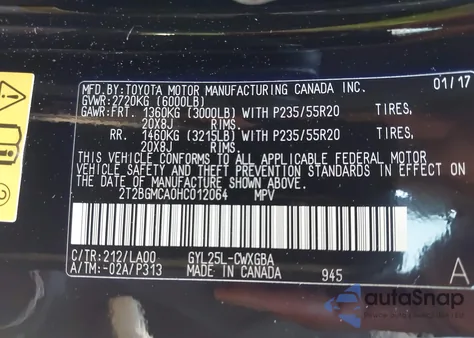 MFD.BY:TOYOTA MOTOR MANUFACTURING CANADA INC. 01/17
GVWR:2720KG (6000LB)
GAWR:FRT. 1360KG (3000LB) WITH P235/55R20 TIRES,
20X8J RIMS.
RR. 1460KG (3215LB) WITH P235/55R20 TIRES,
20X8J RIMS.
THIS VEHICLE CONFORMS TO ALL APPLICABLE FEDERAL MOTOR
VEHICLE SAFETY AND THEFT PREVENTION STANDARDS IN EFFECT ON
THE DATE OF MANUFACTURE SHOWN ABOVE.
2T2BGMCA0HC012064 MPV
C/TR:212/LA00 GYL25L-CWXGBA
A/TM:-02A/P313 MADE IN CANADA 945 A
autoSnap